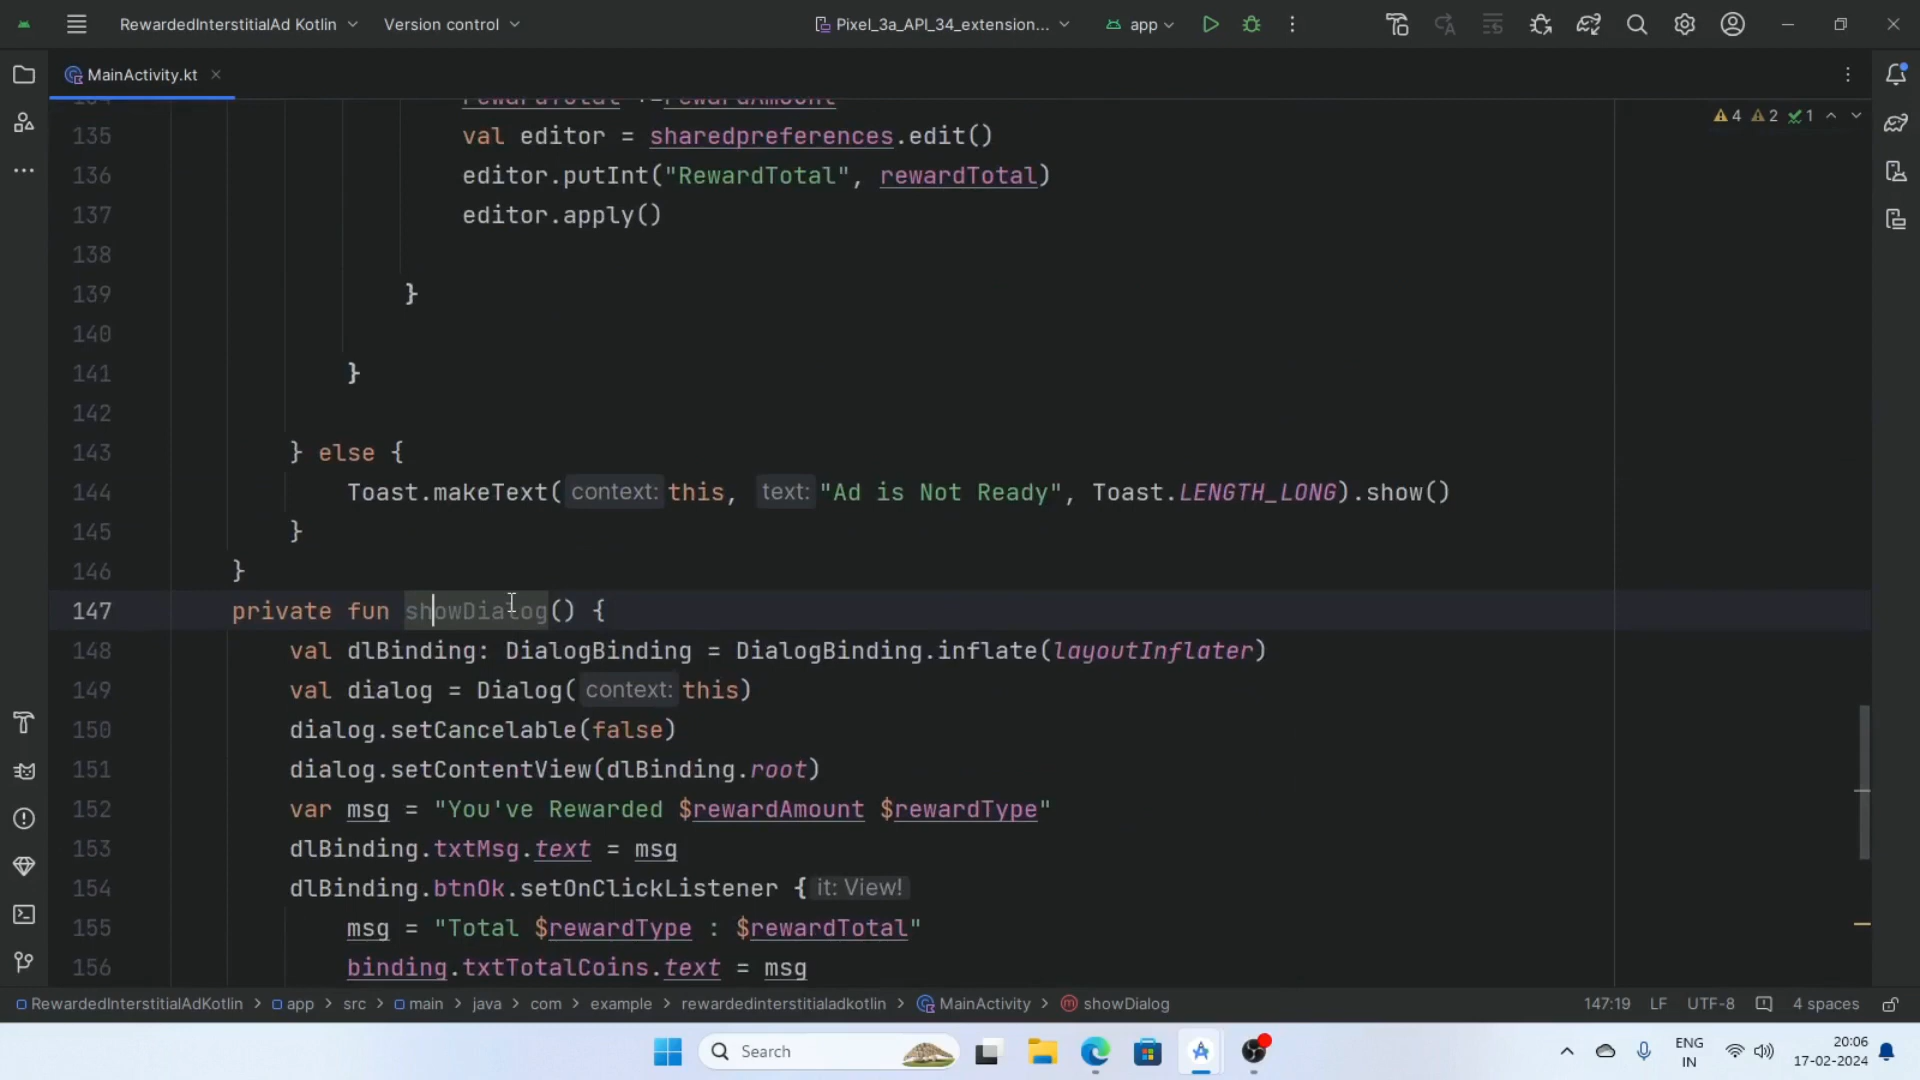 RewardedInterstitialAd Kotlin
Version control
Pixel_3a_API_34_extension...
app
MainActivity.kt
4 2 1
rewardTotal +=rewardAmount
135 val editor = sharedpreferences.edit()
136 editor.putInt("RewardTotal", rewardTotal)
137 editor.apply()
138
139 }
140
141 }
142
143 } else {
144 Toast.makeText( context: this, text: "Ad is Not Ready", Toast.LENGTH_LONG).show()
145 }
146 }
147 private fun showDialog() {
148 val dlBinding: DialogBinding = DialogBinding.inflate(layoutInflater)
149 val dialog = Dialog( context: this)
150 dialog.setCancelable(false)
151 dialog.setContentView(dlBinding.root)
152 var msg = "You've Rewarded $rewardAmount $rewardType"
153 dlBinding.txtMsg.text = msg
154 dlBinding.btnOk.setOnClickListener { it: View!
155 msg = "Total $rewardType : $rewardTotal"
156 binding.txtTotalCoins.text = msg
RewardedInterstitialAdKotlin > app > src > main > java > com > example > rewardedinterstitialadkotlin > MainActivity > showDialog
147:19 LF UTF-8 4 spaces
Search
ENG
IN
20:06
17-02-2024